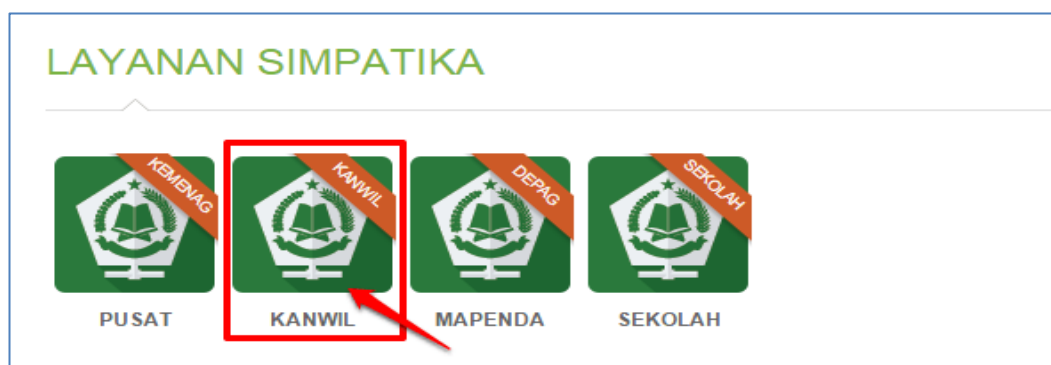 LAYANAN SIMPATIKA
KEMENAG
KANWIL
DEPAG
SEKOLAH
PUSAT
KANWIL
MAPENDA
SEKOLAH